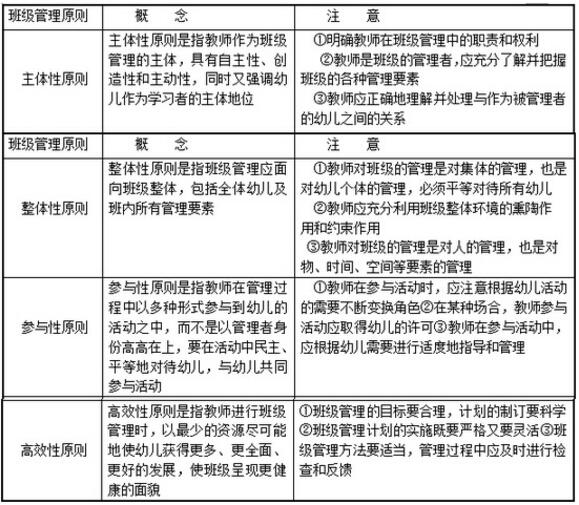 班级管理原则 概 念 注 意
主体性原则
主体性原则是指教师作为班级
管理的主体，具有自主性、创
造性和主动性，同时又强调幼
儿作为学习者的主体地位
①明确教师在班级管理中的职责和权利
②教师是班级的管理者，应充分了解并把握
班级的各种管理要素
③教师应正确地理解并处理与作为被管理者
的幼儿之间的关系
班级管理原则 概 念 注 意
整体性原则
整体性原则是指班级管理应面
向班级整体，包括全体幼儿及
班内所有管理要素
①教师对班级的管理是对集体的管理，也是
对幼儿个体的管理，必须平等对待所有幼儿
②教师应充分利用班级整体环境的熏陶作
用和约束作用
③教师对班级的管理是对人的管理，也是对
物、时间、空间等要素的管理
参与性原则
参与性原则是指教师在管理过
程中以多种形式参与到幼儿的
活动之中，而不是以管理者身
份高高在上，要在活动中民主、
平等地对待幼儿，与幼儿共同
参与活动
①教师在参与活动时，应注意根据幼儿活动
的需要不断变换角色②在某种场合，教师参与
活动应取得幼儿的许可③教师在参与活动中，
应根据幼儿需要进行适度地指导和管理
高效性原则
高效性原则是指教师进行班级
管理时，以最少的资源尽可能
地使幼儿获得更多、更全面、
更好的发展，使班级呈现更健
康的面貌
①班级管理的目标要合理，计划的制订要科学
②班级管理计划的实施既要严格又要灵活③班
级管理方法要适当，管理过程中应及时进行检
查和反馈